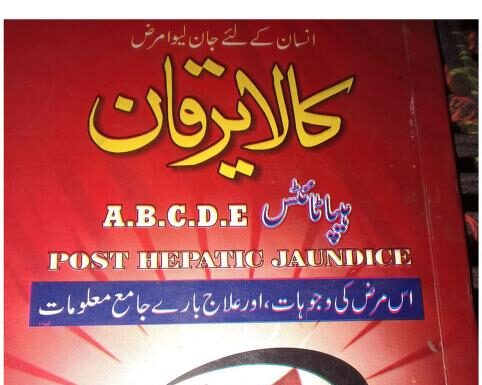 انسان کے لئے جان لیوا مرض
کالا یرقان
ہیپاٹائٹس A.B.C.D.E
POST HEPATIC JAUNDICE
اس مرض کی وجوہات، اور علاج بارے جامع معلومات